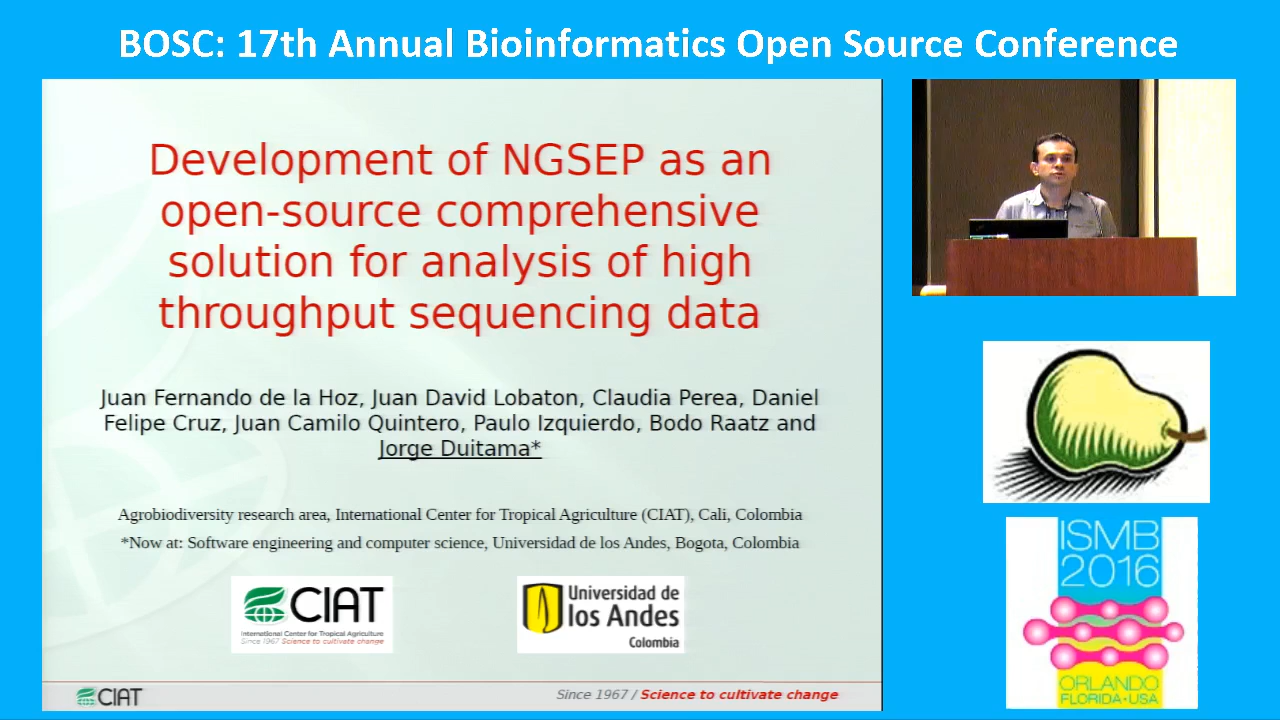 BOSC: 17th Annual Bioinformatics Open Source Conference
Development of NGSEP as an
open-source comprehensive
solution for analysis of high
throughput sequencing data
Juan Fernando de la Hoz, Juan David Lobaton, Claudia Perea, Daniel
Felipe Cruz, Juan Camilo Quintero, Paulo Izquierdo, Bodo Raatz and
Jorge Duitama*
Agrobiodiversity research area, International Center for Tropical Agriculture (CIAT), Cali, Colombia
*Now at: Software engineering and computer science, Universidad de los Andes, Bogota, Colombia
CIAT
International Center for Tropical Agriculture
Since 1967 Science to cultivate change
Universidad de
los Andes
Colombia
CIAT
Since 1967 / Science to cultivate change
ISMB
2016
ORLANDO
FLORIDA•USA